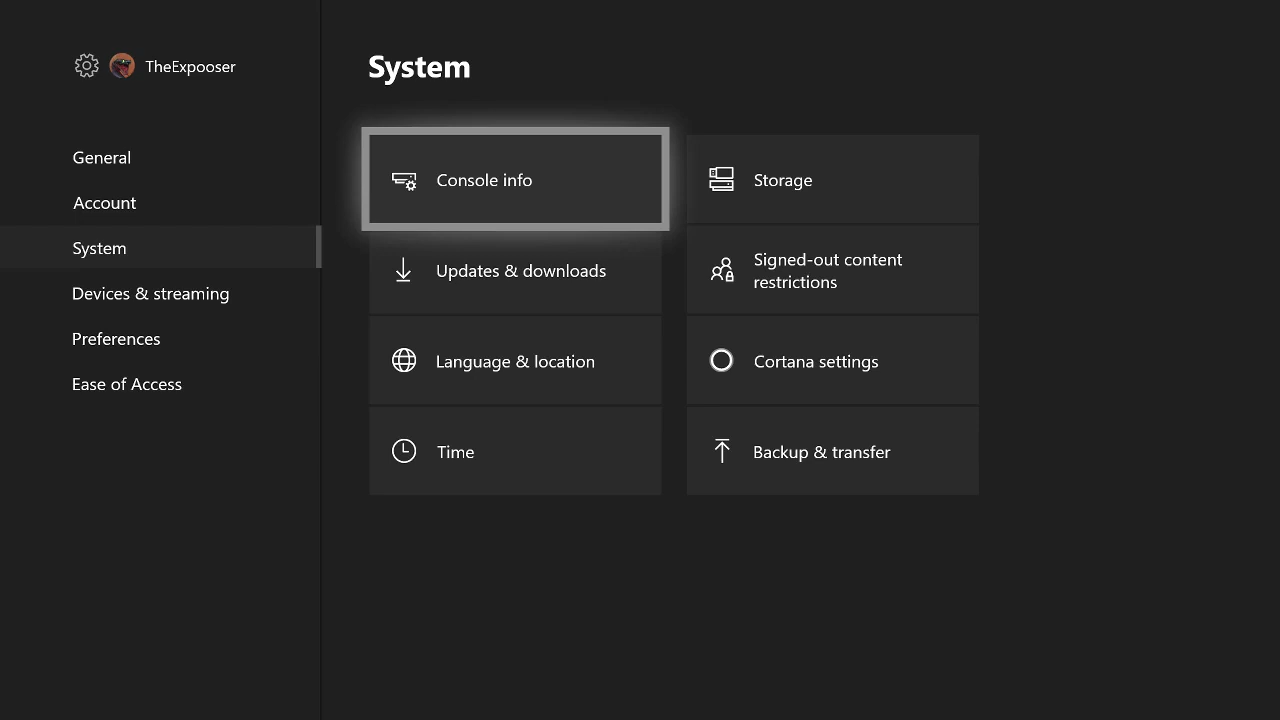 TheExpooser
General
Account
System
Devices & streaming
Preferences
Ease of Access
System
Console info
Storage
Updates & downloads
Signed-out content
restrictions
Language & location
Cortana settings
Time
Backup & transfer